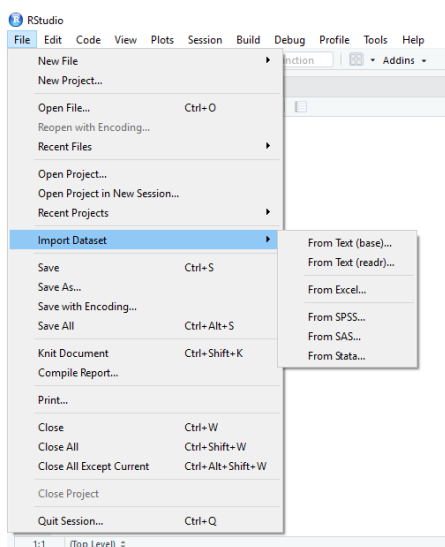 RStudio
File Edit Code View Plots Session Build Debug Profile Tools Help
New File
nction
Addins
New Project...
Open File... Ctrl+O
Reopen with Encoding...
Recent Files
Open Project...
Open Project in New Session...
Recent Projects
Import Dataset
From Text (base)...
From Text (readr)...
From Excel...
From SPSS...
From SAS...
From Stata...
Save Ctrl+S
Save As...
Save with Encoding...
Save All Ctrl+Alt+S
Knit Document Ctrl+Shift+K
Compile Report...
Print...
Close Ctrl+W
Close All Ctrl+Shift+W
Close All Except Current Ctrl+Alt+Shift+W
Close Project
Quit Session... Ctrl+Q
1:1 (Top Level)